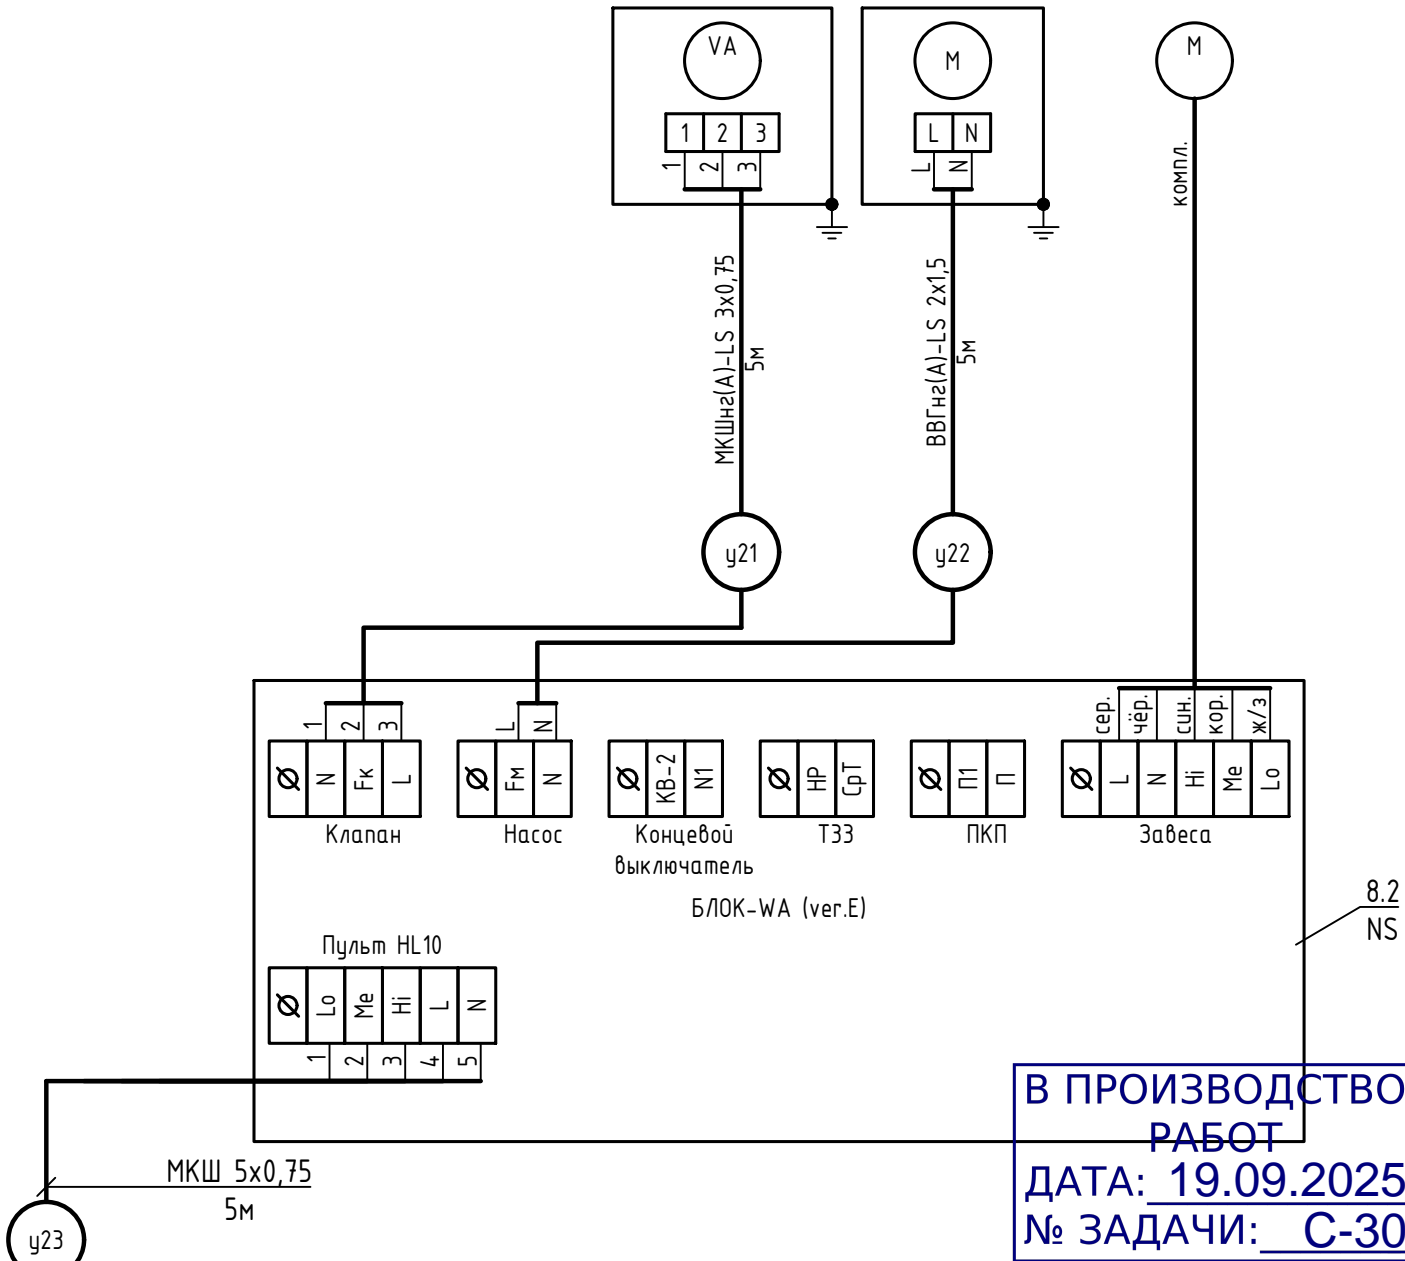 VA
M
M
1 2 3
L N
1 2 3
L N
компл.
МКШнг(А)-LS 3х0,75
5м
ВВГнг(А)-LS 2х1,5
5м
у21
у22
1 2 3
L N
сер. чёр. син. кор. ж/з
Ø N Fк L
Ø Fм N
Ø КВ-2 N1
Ø НР СрТ
Ø П1 П
Ø L N Hi Me Lo
Клапан
Насос
Концевой
выключатель
ТЗЗ
ПКП
Завеса
БЛОК-WA (ver.E)
8.2
NS
Пульт HL10
Ø Lo Me Hi L N
1 2 3 4 5
МКШ 5х0,75
5м
у23
В ПРОИЗВОДСТВО
РАБОТ
ДАТА: 19.09.2025
№ ЗАДАЧИ: С-30